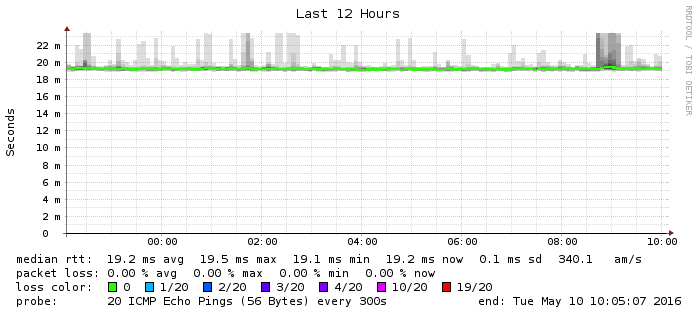 Last 12 Hours
RRDTOOL / TOBI OETIKER
Seconds
22 m
20 m
18 m
16 m
14 m
12 m
10 m
8 m
6 m
4 m
2 m
0
00:00 02:00 04:00 06:00 08:00 10:00
median rtt: 19.2 ms avg 19.5 ms max 19.1 ms min 19.2 ms now 0.1 ms sd 340.1 am/s
packet loss: 0.00 % avg 0.00 % max 0.00 % min 0.00 % now
loss color: 0 1/20 2/20 3/20 4/20 10/20 19/20
probe: 20 ICMP Echo Pings (56 Bytes) every 300s end: Tue May 10 10:05:07 2016